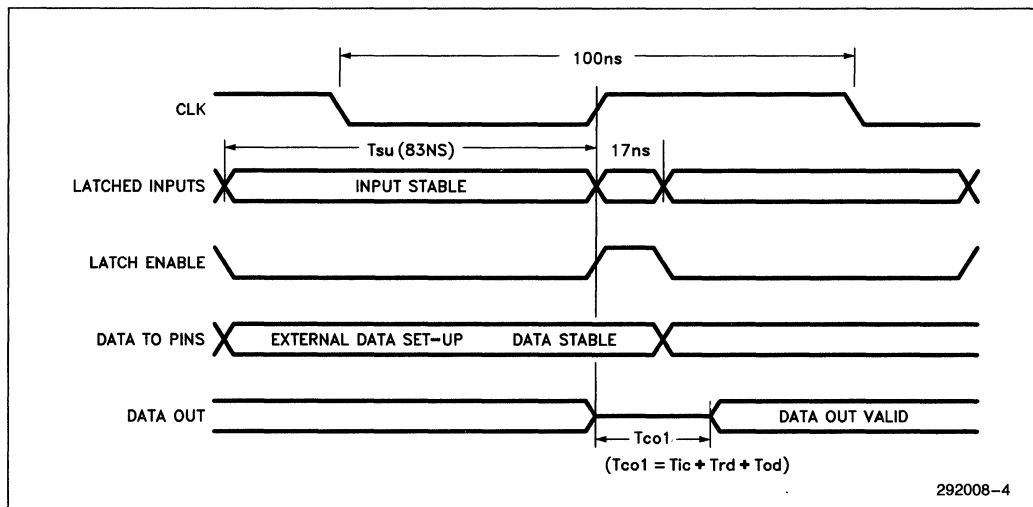 100ns
CLK
Tsu (83NS)
17ns
LATCHED INPUTS
INPUT STABLE
LATCH ENABLE
DATA TO PINS
EXTERNAL DATA SET-UP DATA STABLE
DATA OUT
DATA OUT VALID
Tco1
(Tco1 = Tic + Trd + Tod)
292008-4